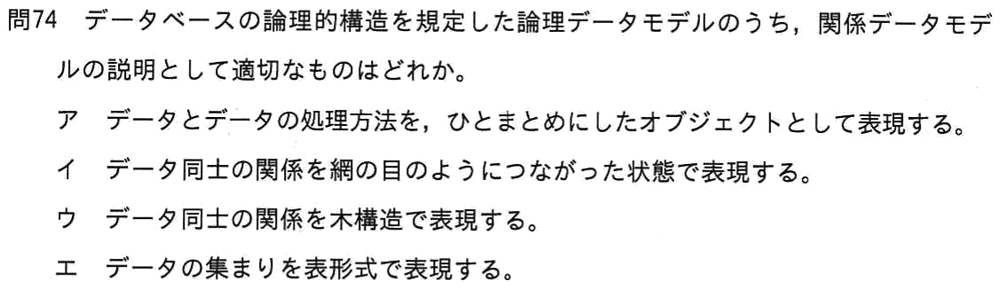 問74　データベースの論理的構造を規定した論理データモデルのうち，関係データモデ
ルの説明として適切なものはどれか。
ア　データとデータの処理方法を，ひとまとめにしたオブジェクトとして表現する。
イ　データ同士の関係を網の目のようにつながった状態で表現する。
ウ　データ同士の関係を木構造で表現する。
エ　データの集まりを表形式で表現する。